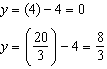 y = (4) − 4 = 0
y = (20/3) − 4 = 8/3